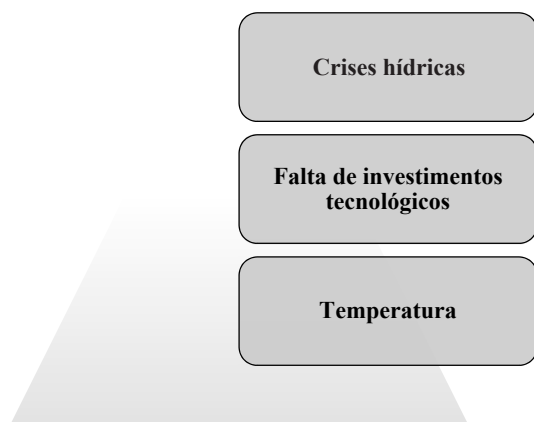 Crises hídricas
Falta de investimentos
tecnológicos
Temperatura